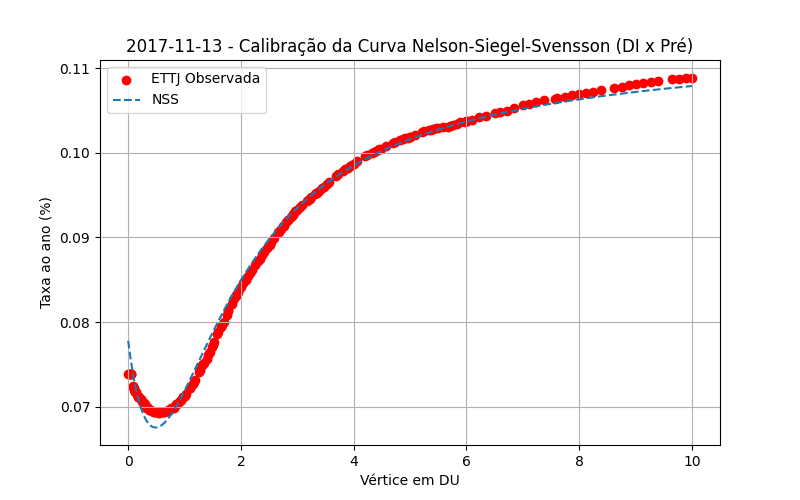 2017-11-13 - Calibração da Curva Nelson-Siegel-Svensson (DI x Pré)
ETTJ Observada
NSS
Taxa ao ano (%)
0.11
0.10
0.09
0.08
0.07
0 2 4 6 8 10
Vértice em DU